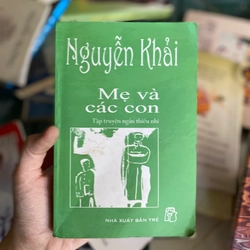 Nguyễn Khải
Mẹ và
các con
Tập truyện ngắn thiếu nhi
NHÀ XUẤT BẢN TRẺ